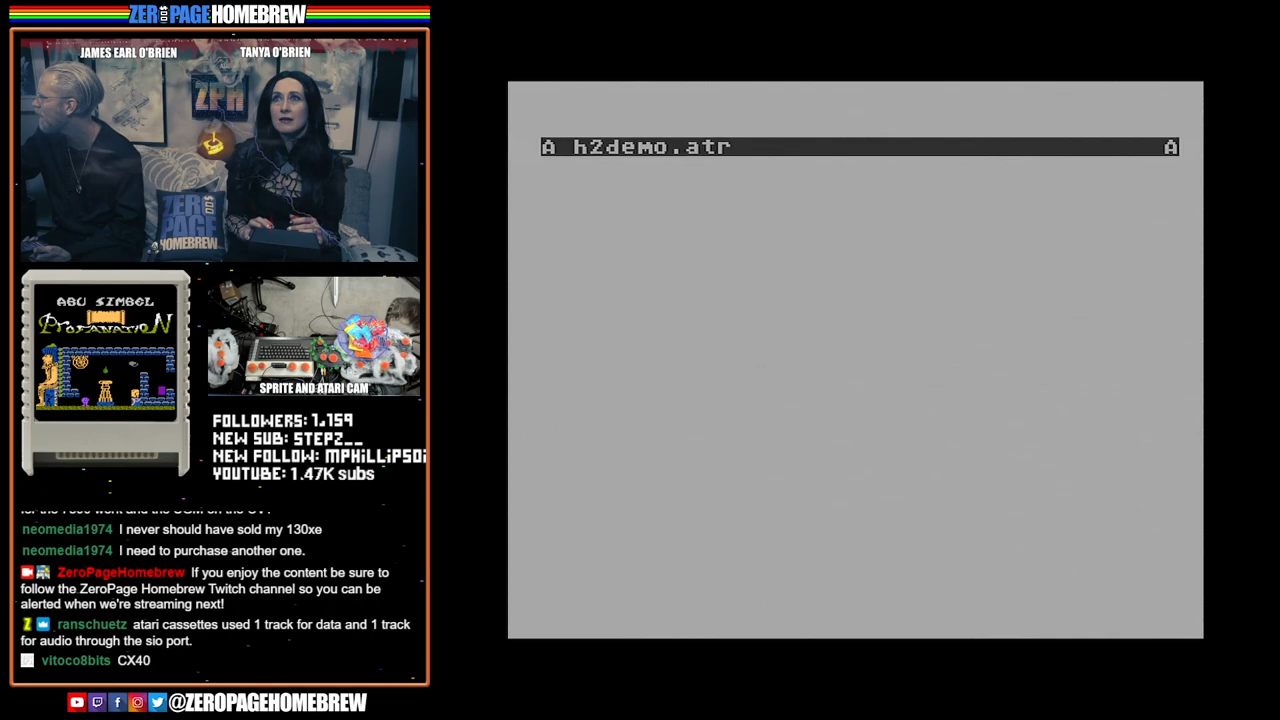 ZEROPAGE HOMEBREW
JAMES EARL O'BRIEN
TANYA O'BRIEN
ZPH
ZERO PAGE HOMEBREW
ABU SIMBEL
PROFANATION
SPRITE AND ATARI CAM
FOLLOWERS: 1,159
NEW SUB: STEPZ__
NEW FOLLOW: MPHILLIPSOI
YOUTUBE: 1.47K subs
neomedia1974 I never should have sold my 130xe
neomedia1974 I need to purchase another one.
ZeroPageHomebrew If you enjoy the content be sure to
follow the ZeroPage Homebrew Twitch channel so you can be
alerted when we're streaming next!
ranschuetz atari cassettes used 1 track for data and 1 track
for audio through the sio port.
vitoco8bits CX40
@ZEROPAGEHOMEBREW
A h2demo.atr A